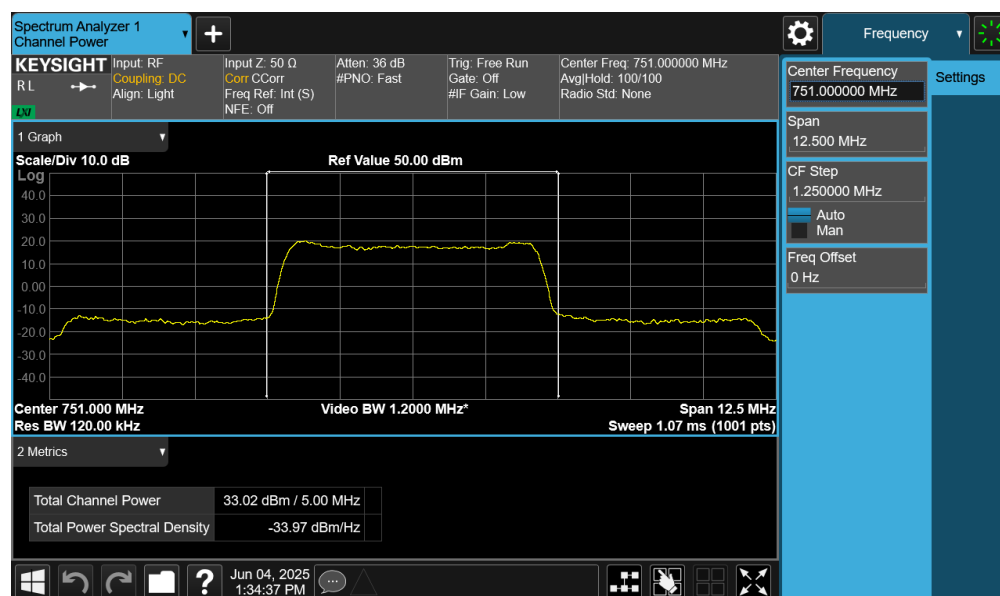 Spectrum Analyzer 1
Channel Power
Frequency
KEYSIGHT
R L
LXI
Input: RF
Coupling: DC
Align: Light
Input Z: 50 Ω
Corr CCorr
Freq Ref: Int (S)
NFE: Off
Atten: 36 dB
#PNO: Fast
Trig: Free Run
Gate: Off
#IF Gain: Low
Center Freq: 751.000000 MHz
Avg|Hold: 100/100
Radio Std: None
Center Frequency
751.000000 MHz
Settings
Span
12.500 MHz
CF Step
1.250000 MHz
Auto
Man
Freq Offset
0 Hz
1 Graph
Scale/Div 10.0 dB
Ref Value 50.00 dBm
Log
40.0
30.0
20.0
10.0
0.00
-10.0
-20.0
-30.0
-40.0
Center 751.000 MHz
Video BW 1.2000 MHz*
Span 12.5 MHz
Res BW 120.00 kHz
Sweep 1.07 ms (1001 pts)
2 Metrics
Total Channel Power 33.02 dBm / 5.00 MHz
Total Power Spectral Density -33.97 dBm/Hz
?
Jun 04, 2025
1:34:37 PM